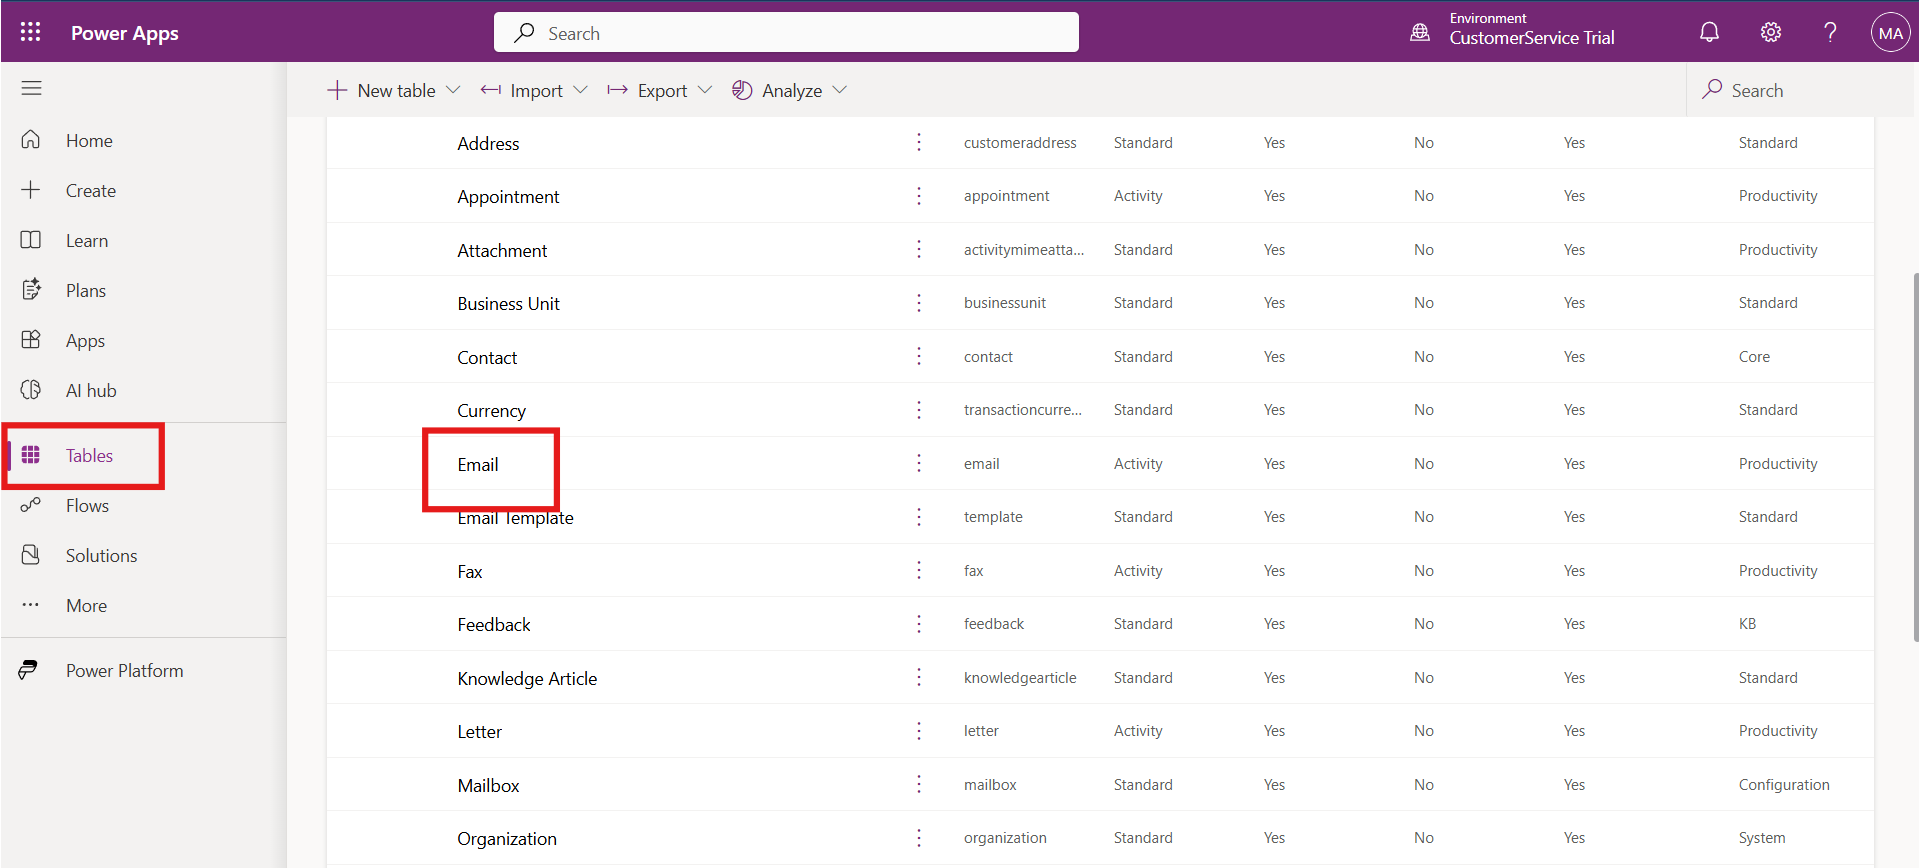 Power Apps
Search
Environment
CustomerService Trial
?
MA
New table
Import
Export
Analyze
Search
Home
Create
Learn
Plans
Apps
AI hub
Tables
Flows
Solutions
More
Power Platform
Address customeraddress Standard Yes No Yes Standard
Appointment appointment Activity Yes No Yes Productivity
Attachment activitymimeatta... Standard Yes No Yes Productivity
Business Unit businessunit Standard Yes No Yes Standard
Contact contact Standard Yes No Yes Core
Currency transactioncurre... Standard Yes No Yes Standard
Email email Activity Yes No Yes Productivity
Email Template template Standard Yes No Yes Standard
Fax fax Activity Yes No Yes Productivity
Feedback feedback Standard Yes No Yes KB
Knowledge Article knowledgearticle Standard Yes No Yes Standard
Letter letter Activity Yes No Yes Productivity
Mailbox mailbox Standard Yes No Yes Configuration
Organization organization Standard Yes No Yes System